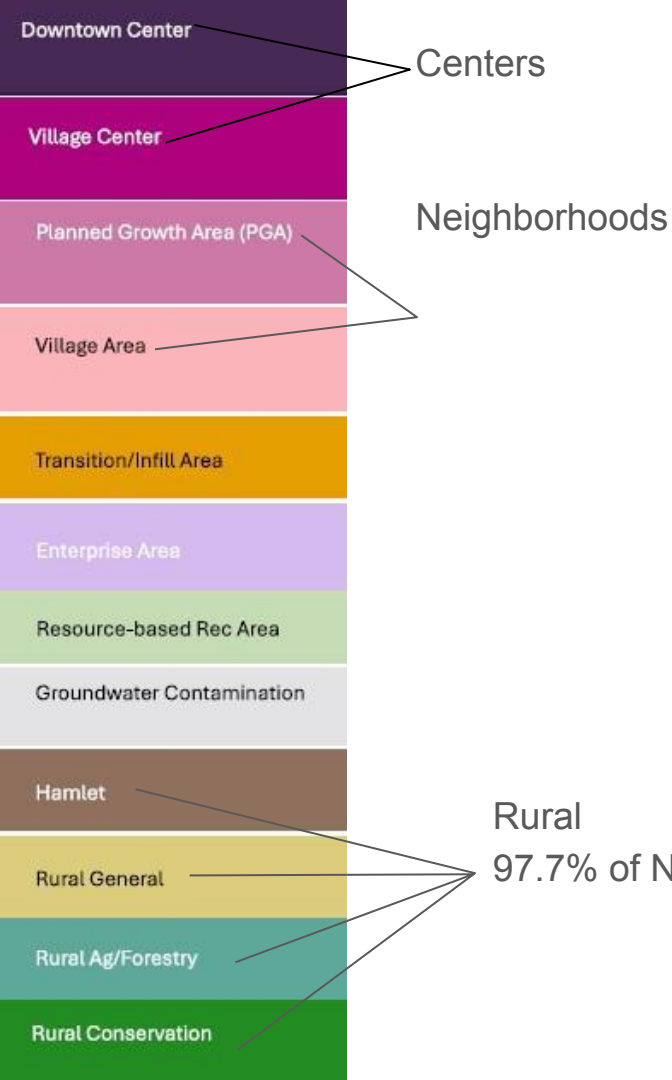 Downtown Center
Centers
Village Center
Planned Growth Area (PGA)
Neighborhoods
Village Area
Transition/Infill Area
Enterprise Area
Resource-based Rec Area
Groundwater Contamination
Hamlet
Rural
97.7% of
Rural General
Rural Ag/Forestry
Rural Conservation